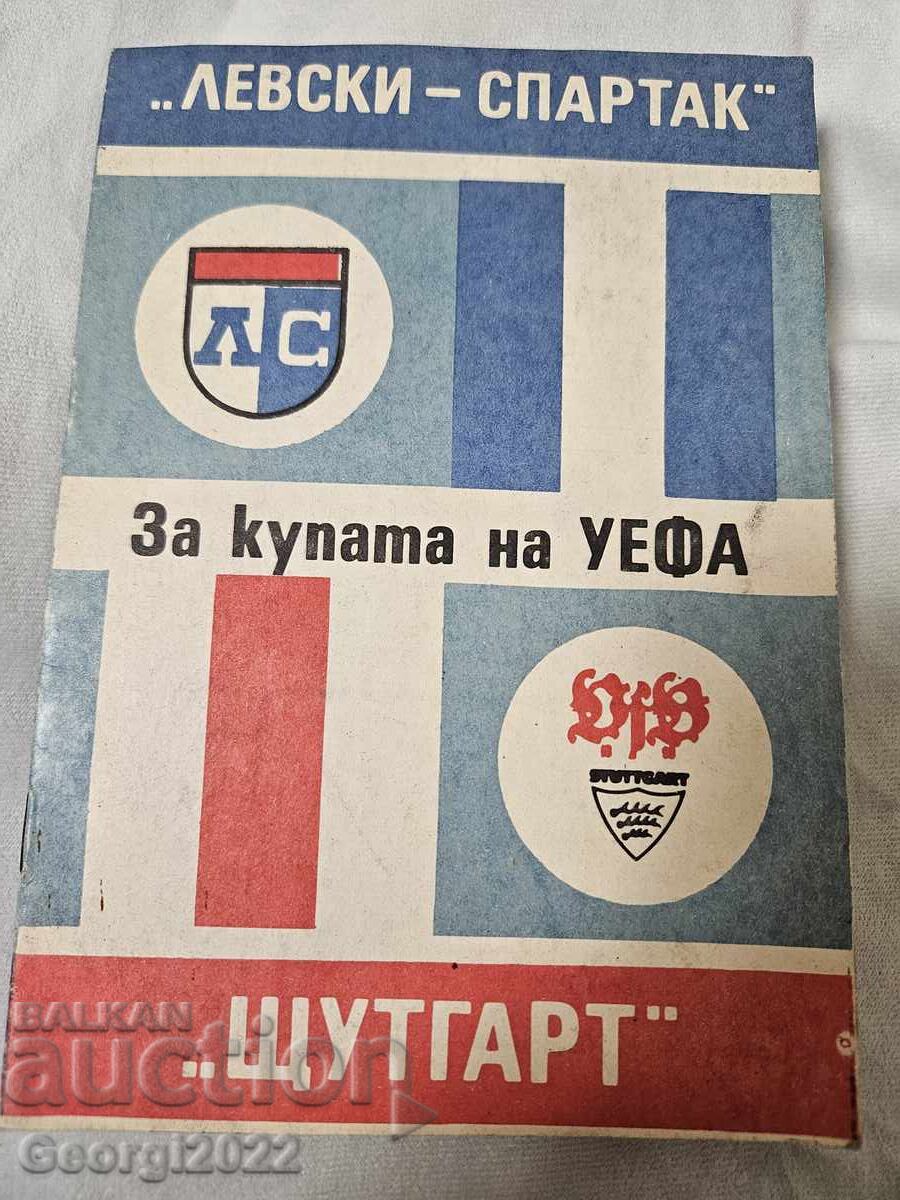 „ЛЕВСКИ – СПАРТАК"
ЛС
За купата на УЕФА
VfB
STUTTGART
„ЩУТГАРТ"
BALKAN
auction
Georgi2022